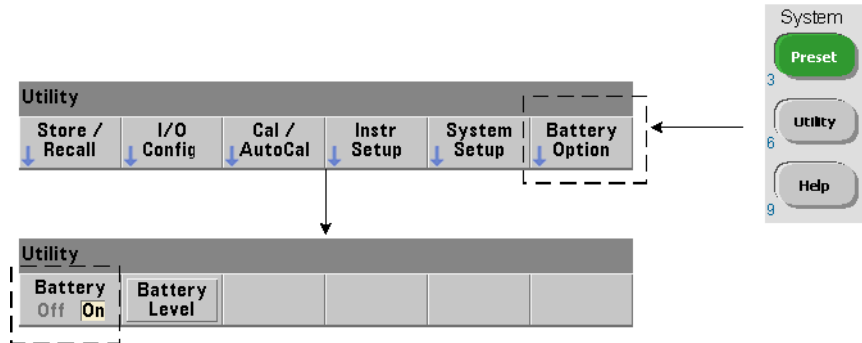 System
Preset
3
Utility
6
Help
9
Utility
Store / Recall
I/O Config
Cal / AutoCal
Instr Setup
System Setup
Battery Option
Utility
Battery
Off On
Battery Level